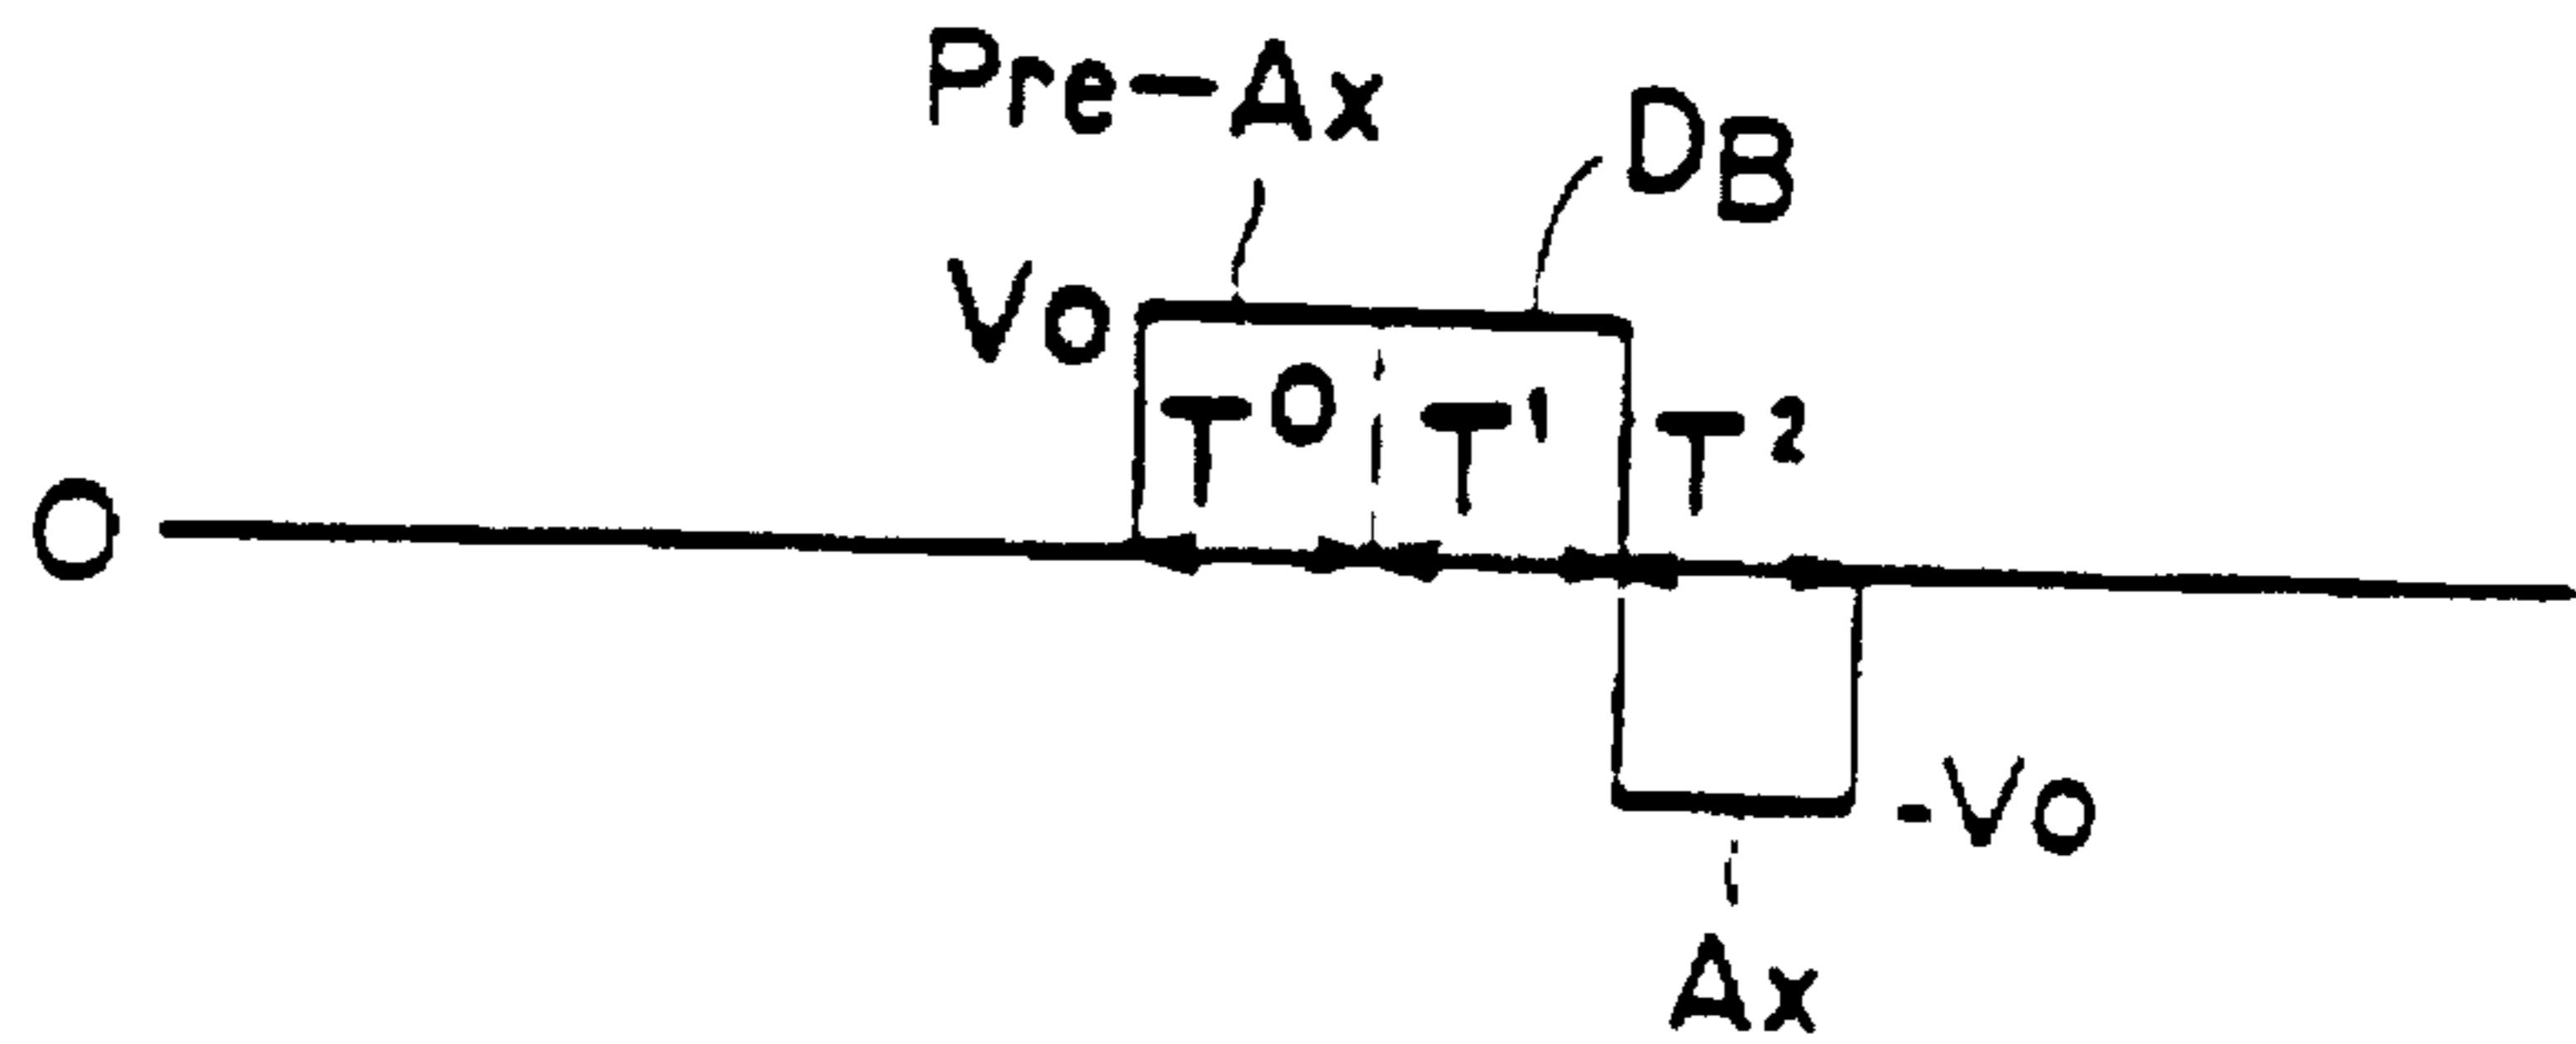 Pre-Ax
DB
Vo
T⁰ T¹ T²
O
-Vo
Ax